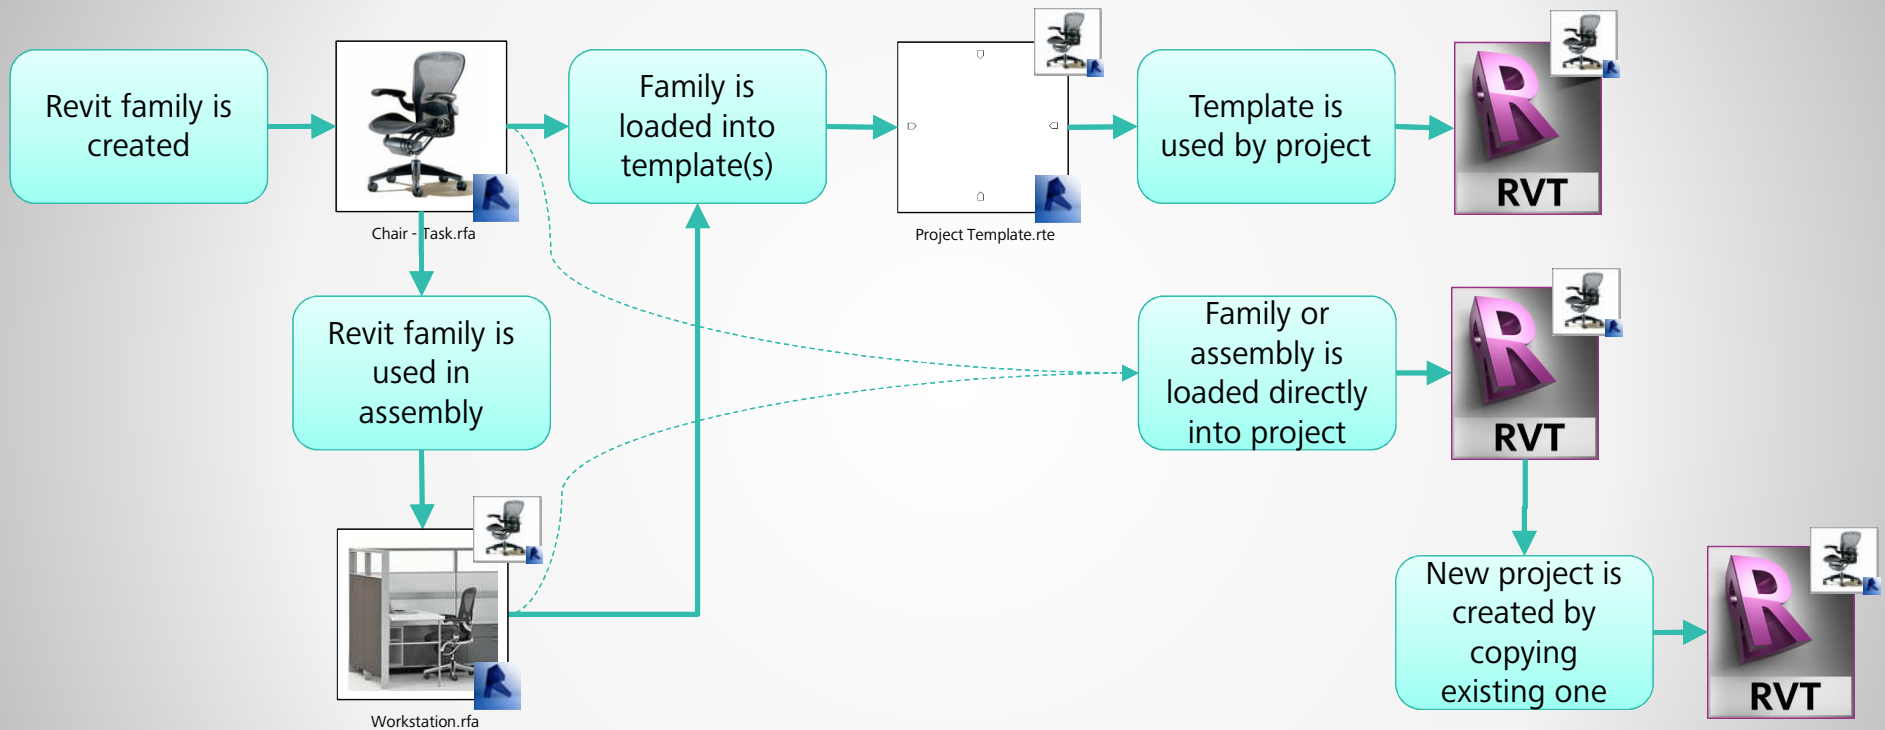 Revit family is
created
Chair - Task.rfa
Family is
loaded into
template(s)
Project Template.rte
Template is
used by project
RVT
Revit family is
used in
assembly
Family or
assembly is
loaded directly
into project
RVT
Workstation.rfa
New project is
created by
copying
existing one
RVT